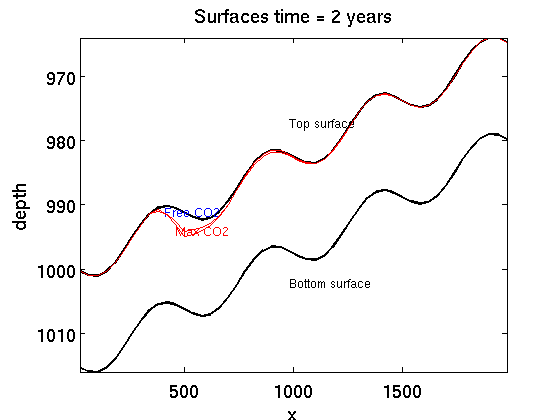 Surfaces time = 2 years
970
980
990
1000
1010
depth
Top surface
Free CO2
Max CO2
Bottom surface
500
1000
1500
x